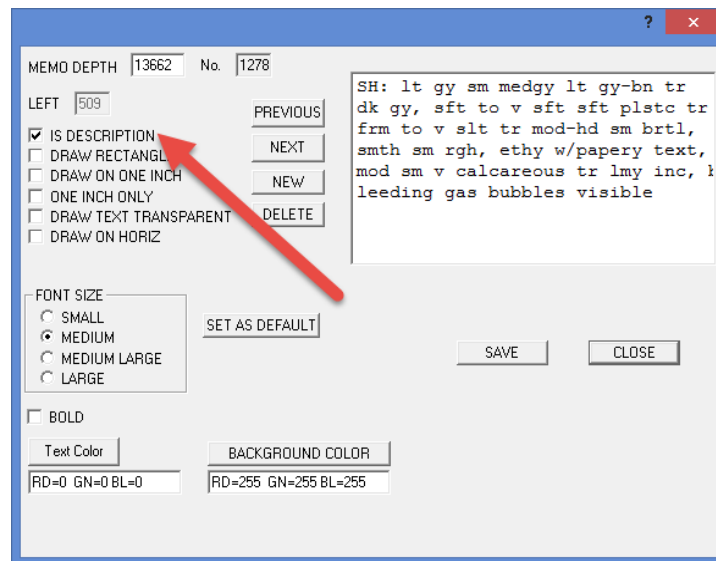 ?
×
MEMO DEPTH 13662 No. 1278
LEFT 509
PREVIOUS
NEXT
NEW
DELETE
IS DESCRIPTION
DRAW RECTANGL
DRAW ON ONE INCH
ONE INCH ONLY
DRAW TEXT TRANSPARENT
DRAW ON HORIZ
SH: lt gy sm medgy lt gy-bn tr
dk gy, sft to v sft sft plstc tr
frm to v slt tr mod-hd sm brtl,
smth sm rgh, ethy w/papery text,
mod sm v calcareous tr lmy inc,
leeding gas bubbles visible
FONT SIZE
SMALL
MEDIUM
MEDIUM LARGE
LARGE
SET AS DEFAULT
SAVE
CLOSE
BOLD
Text Color
BACKGROUND COLOR
RD=0 GN=0 BL=0
RD=255 GN=255 BL=255